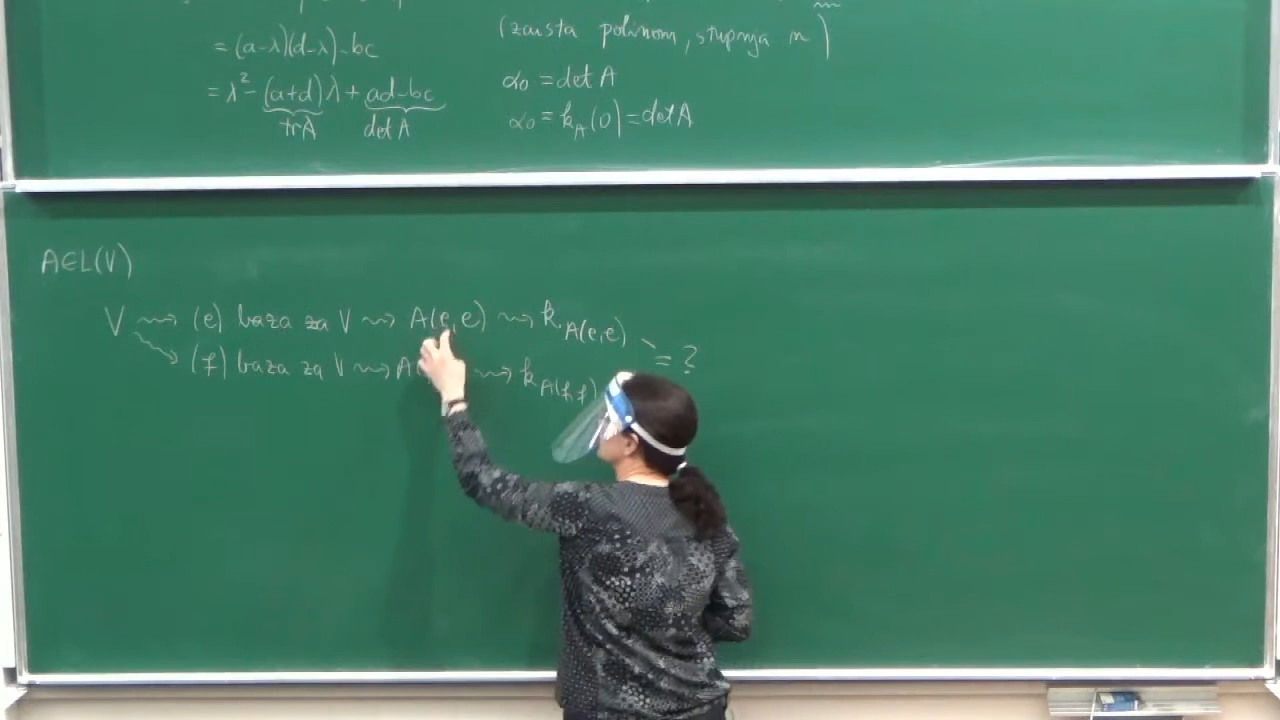 = (a-λ)(d-λ)-bc
= λ² - (a+d)λ + ad-bc
trA detA
(zaista polinom, stupnja n)
α₀ = det A
α₀ = k_A(0) = det A
A∈L(V)
V ⇝ (e) baza za V ⇝ A(e,e) ⇝ k_A(e,e)
= ?
⇝ (f) baza za V ⇝ A( ⇝ k_A(f,f)